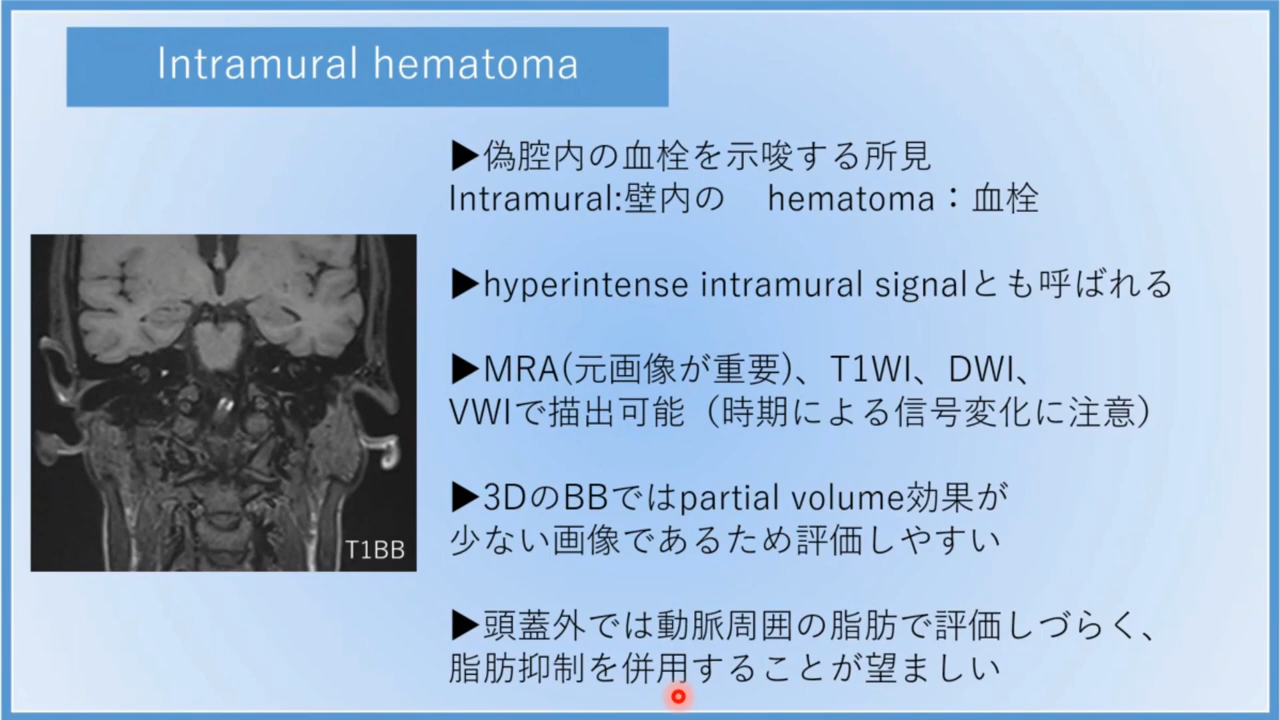 Intramural hematoma
▶偽腔内の血栓を示唆する所見
Intramural:壁内の　hematoma：血栓
▶hyperintense intramural signalとも呼ばれる
▶MRA(元画像が重要)、T1WI、DWI、
VWIで描出可能（時期による信号変化に注意）
▶3DのBBではpartial volume効果が
少ない画像であるため評価しやすい
▶頭蓋外では動脈周囲の脂肪で評価しづらく、
脂肪抑制を併用することが望ましい
T1BB